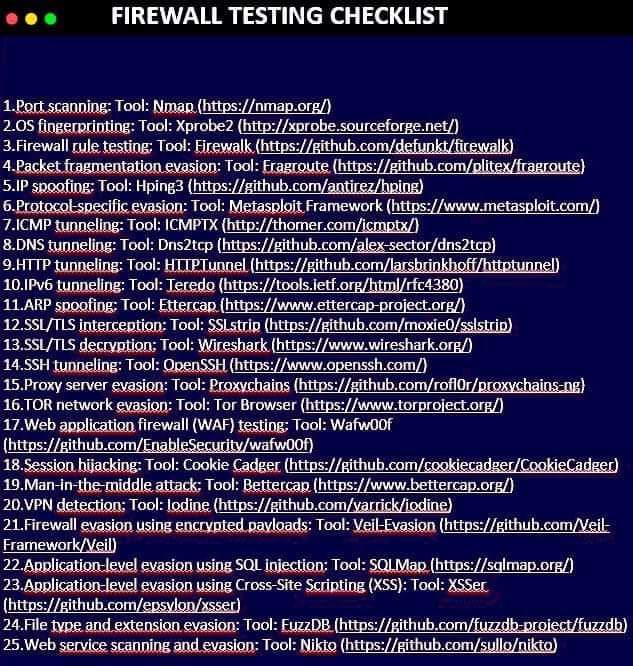 FIREWALL TESTING CHECKLIST
1.Port scanning: Tool: Nmap (https://nmap.org/)
2.OS fingerprinting: Tool: Xprobe2 (http://xprobe.sourceforge.net/)
3.Firewall rule testing: Tool: Firewalk (https://github.com/defunkt/firewalk)
4.Packet fragmentation evasion: Tool: Fragroute (https://github.com/plitex/fragroute)
5.IP spoofing: Tool: Hping3 (https://github.com/antirez/hping)
6.Protocol-specific evasion: Tool: Metasploit Framework (https://www.metasploit.com/)
7.ICMP tunneling: Tool: ICMPTX (http://thomer.com/icmptx/)
8.DNS tunneling: Tool: Dns2tcp (https://github.com/alex-sector/dns2tcp)
9.HTTP tunneling: Tool: HTTPTunnel (https://github.com/larsbrinkhoff/httptunnel)
10.IPv6 tunneling: Tool: Teredo (https://tools.ietf.org/html/rfc4380)
11.ARP spoofing: Tool: Ettercap (https://www.ettercap-project.org/)
12.SSL/TLS interception: Tool: SSLstrip (https://github.com/moxie0/sslstrip)
13.SSL/TLS decryption: Tool: Wireshark (https://www.wireshark.org/)
14.SSH tunneling: Tool: OpenSSH (https://www.openssh.com/)
15.Proxy server evasion: Tool: Proxychains (https://github.com/rofl0r/proxychains-ng)
16.TOR network evasion: Tool: Tor Browser (https://www.torproject.org/)
17.Web application firewall (WAF) testing: Tool: Wafw00f
(https://github.com/EnableSecurity/wafw00f)
18.Session hijacking: Tool: Cookie Cadger (https://github.com/cookiecadger/CookieCadger)
19.Man-in-the-middle attack: Tool: Bettercap (https://www.bettercap.org/)
20.VPN detection: Tool: Iodine (https://github.com/yarrick/iodine)
21.Firewall evasion using encrypted payloads: Tool: Veil-Evasion (https://github.com/Veil-
Framework/Veil)
22.Application-level evasion using SQL injection: Tool: SQLMap (https://sqlmap.org/)
23.Application-level evasion using Cross-Site Scripting (XSS): Tool: XSSer
(https://github.com/epsylon/xsser)
24.File type and extension evasion: Tool: FuzzDB (https://github.com/fuzzdb-project/fuzzdb)
25.Web service scanning and evasion: Tool: Nikto (https://github.com/sullo/nikto)